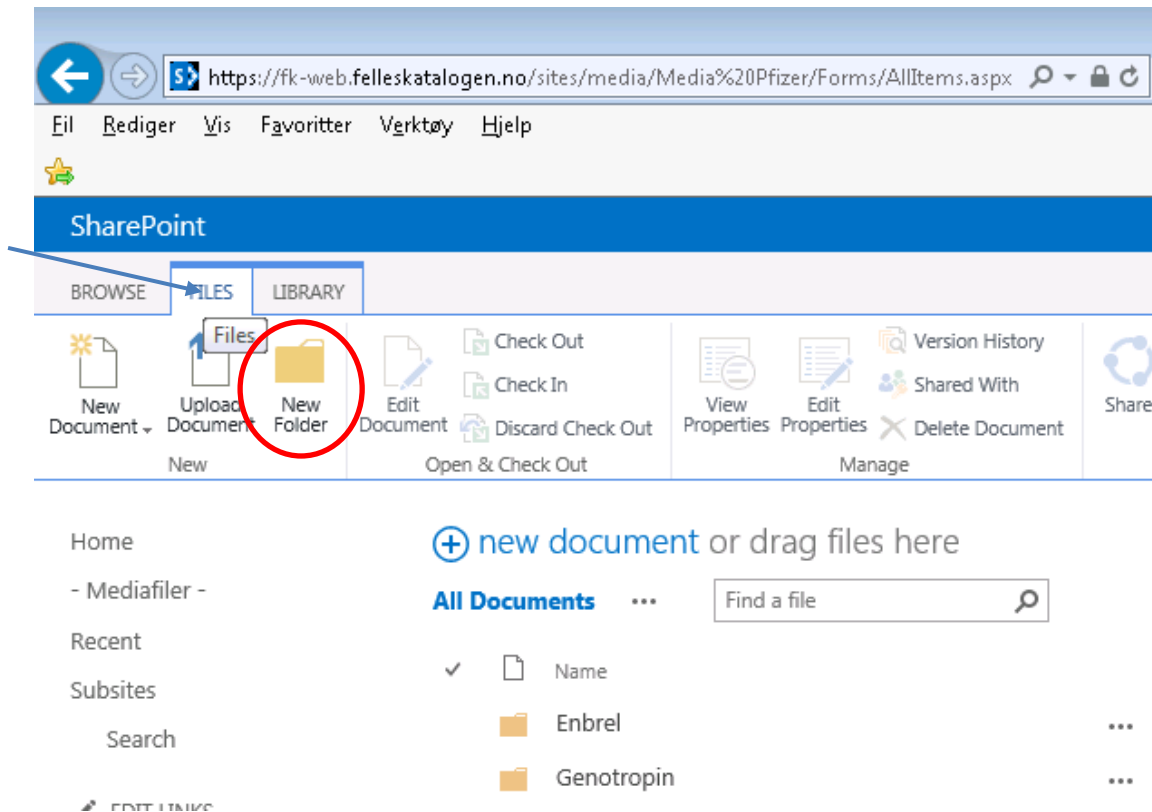 https://fk-web.felleskatalogen.no/sites/media/Media%20Pfizer/Forms/AllItems.aspx
Fil Rediger Vis Favoritter Verktøy Hjelp
SharePoint
BROWSE FILES LIBRARY
Files
New Document
Upload Document
New Folder
New
Edit Document
Check Out
Check In
Discard Check Out
Open & Check Out
View Properties
Edit Properties
Version History
Shared With
Delete Document
Manage
Share
Home
- Mediafiler -
Recent
Subsites
Search
EDIT LINKS
new document or drag files here
All Documents ... Find a file
Name
Enbrel ...
Genotropin ...